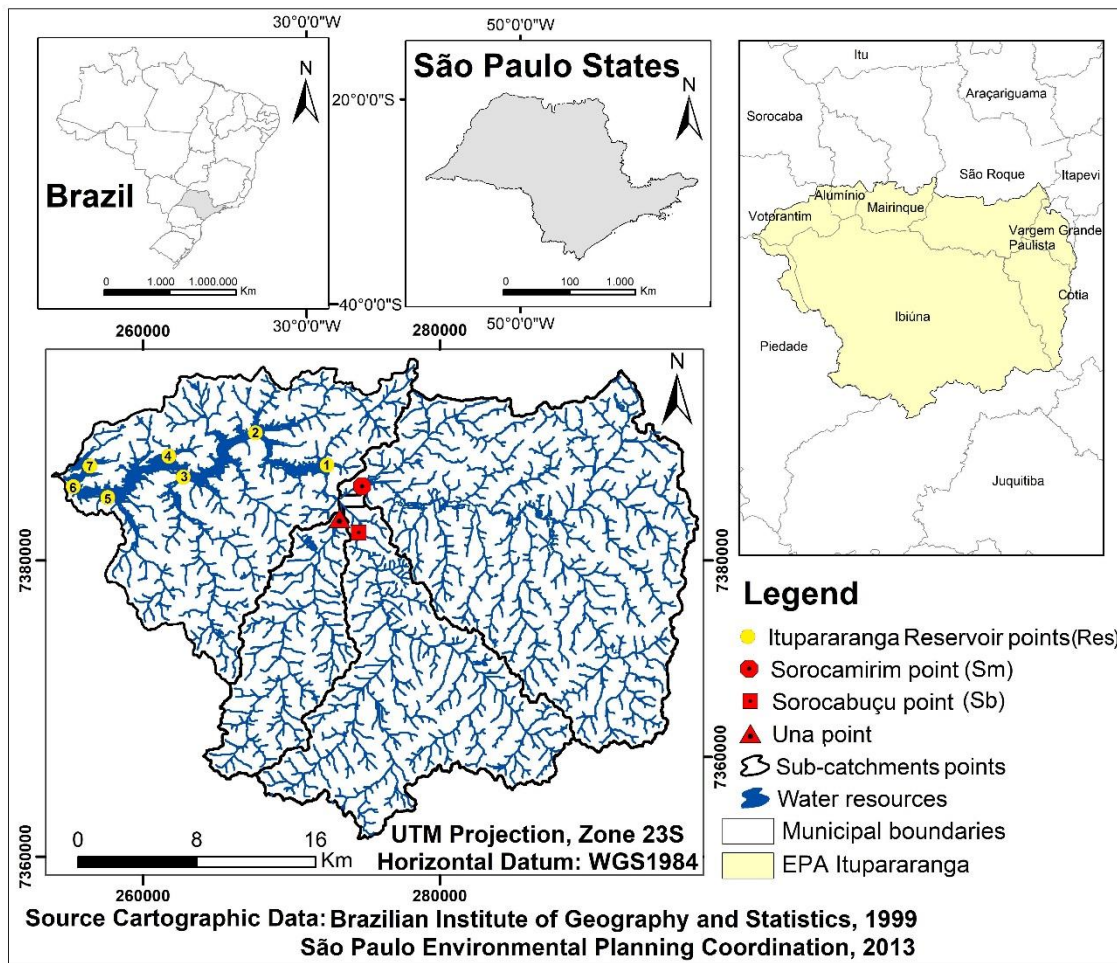 30°0'0"W
50°0'0"W
N
Brazil
0 1.000 1.000.000
Km
30°0'0"W
São Paulo States
N
20°0'0"S
0 100 1.000
Km
40°0'0"S
50°0'0"W
Itu
Araçariguama
Sorocaba
São Roque
Itapevi
Alumínio
Mairinque
Votorantim
Vargem Grande
Paulista
Cotia
Ibiúna
Piedade
Juquitiba
260000
280000
N
2
1
4
7
3
6
5
7380000
7380000
7360000
7360000
0 8 16
Km
UTM Projection, Zone 23S
Horizontal Datum: WGS1984
260000
280000
Legend
Itupararanga Reservoir points(Res)
Sorocamirim point (Sm)
Sorocabuçu point (Sb)
Una point
Sub-catchments points
Water resources
Municipal boundaries
EPA Itupararanga
Source Cartographic Data: Brazilian Institute of Geography and Statistics, 1999
São Paulo Environmental Planning Coordination, 2013